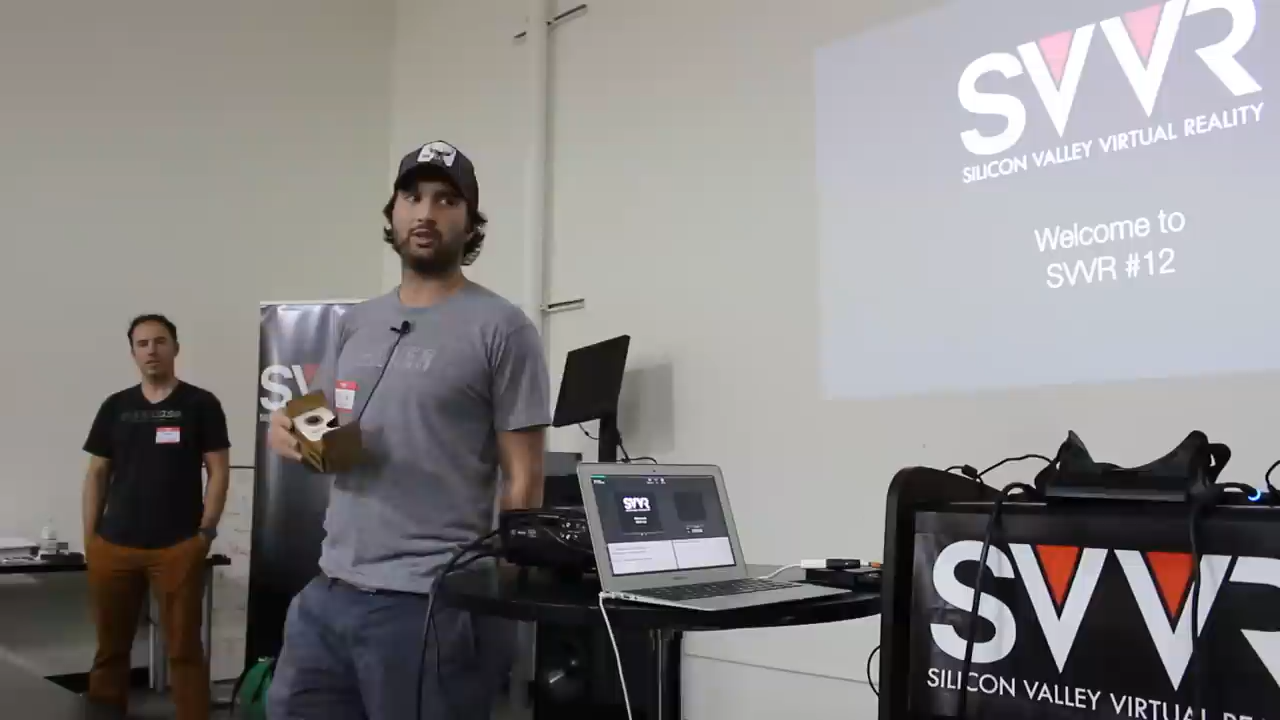 SVVR
SILICON VALLEY VIRTUAL REALITY
Welcome to
SVVR #12
SV
SVVR
SVVR
SILICON VALLEY VIRTUAL RE